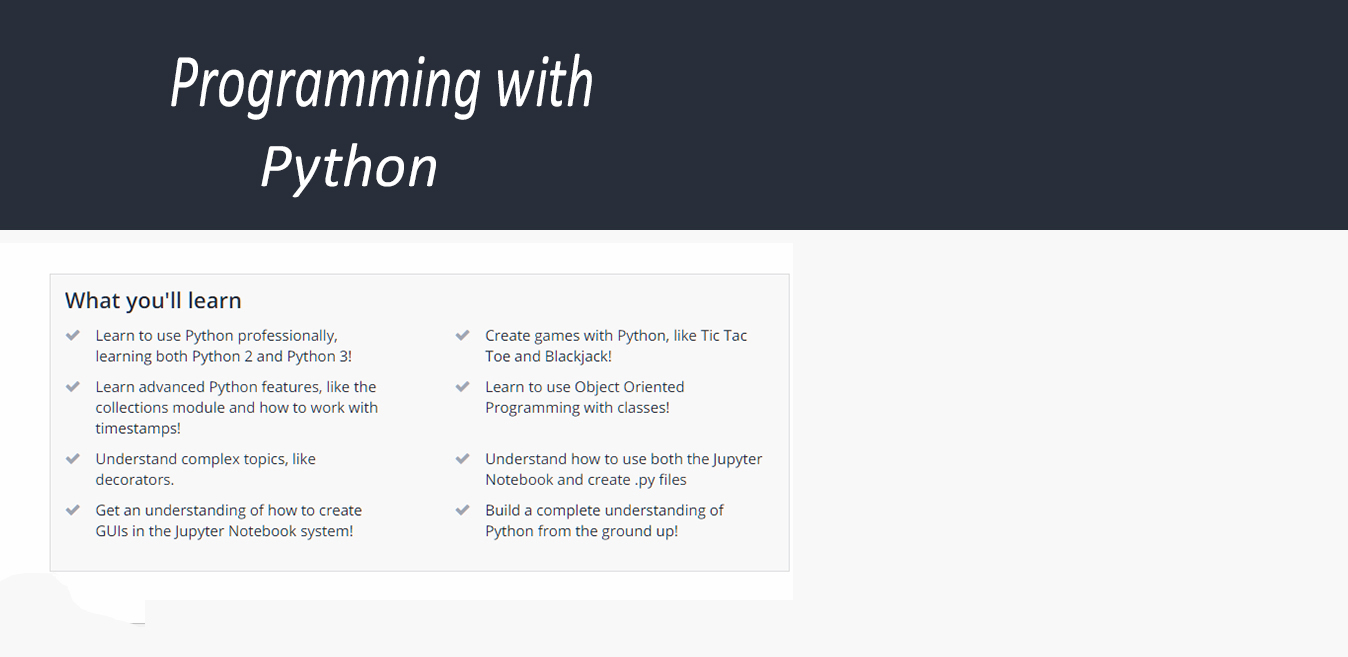 Programming with
Python
What you'll learn
Learn to use Python professionally,
learning both Python 2 and Python 3!
Learn advanced Python features, like the
collections module and how to work with
timestamps!
Understand complex topics, like
decorators.
Get an understanding of how to create
GUIs in the Jupyter Notebook system!
Create games with Python, like Tic Tac
Toe and Blackjack!
Learn to use Object Oriented
Programming with classes!
Understand how to use both the Jupyter
Notebook and create .py files
Build a complete understanding of
Python from the ground up!